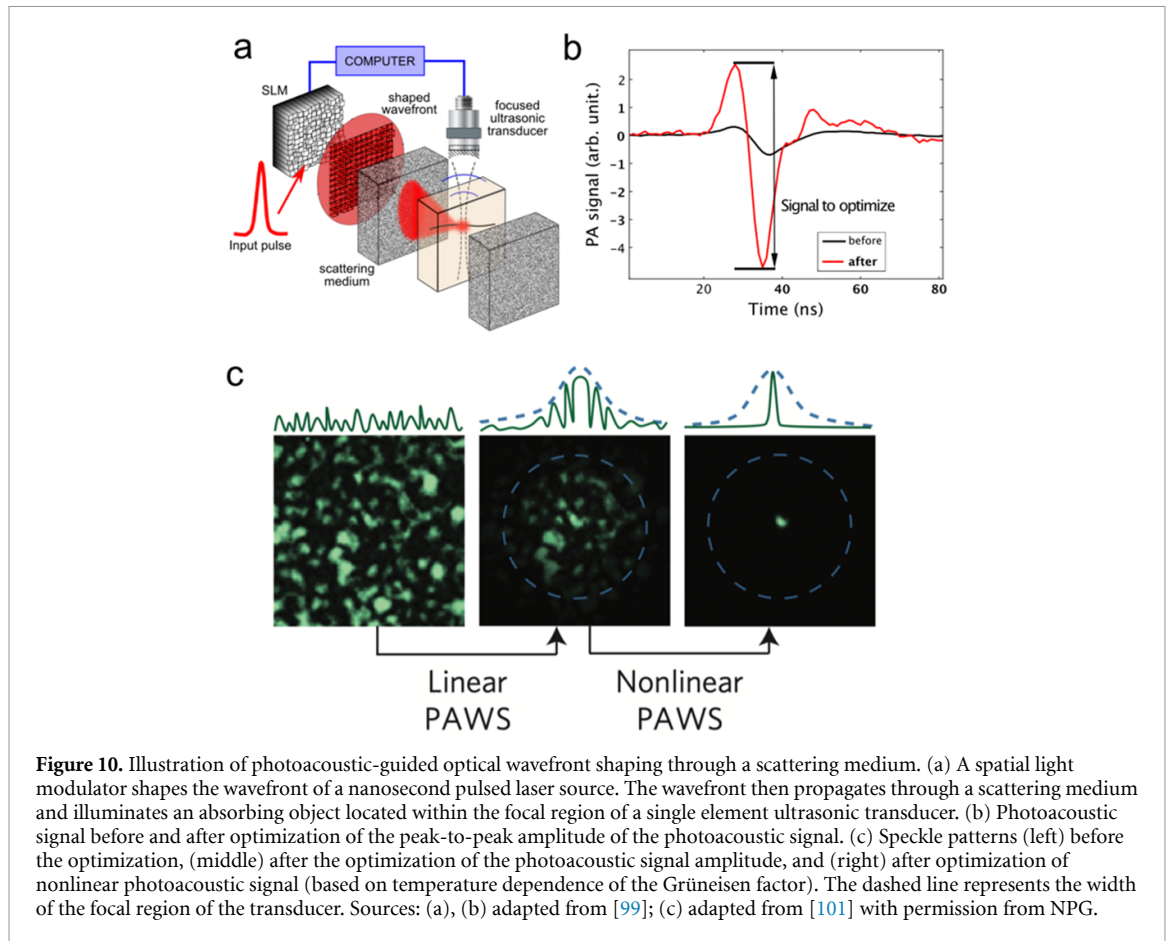 a
COMPUTER
SLM
shaped
wavefront
focused
ultrasonic
transducer
Input pulse
scattering
medium
b
PA signal (arb. unit.)
2
1
0
-1
-2
-3
-4
Signal to optimize
before
after
20
40
60
80
Time (ns)
c
Linear
PAWS
Nonlinear
PAWS
Figure 10. Illustration of photoacoustic-guided optical wavefront shaping through a scattering medium. (a) A spatial light
modulator shapes the wavefront of a nanosecond pulsed laser source. The wavefront then propagates through a scattering medium
and illuminates an absorbing object located within the focal region of a single element ultrasonic transducer. (b) Photoacoustic
signal before and after optimization of the peak-to-peak amplitude of the photoacoustic signal. (c) Speckle patterns (left) before
the optimization, (middle) after the optimization of the photoacoustic signal amplitude, and (right) after optimization of
nonlinear photoacoustic signal (based on temperature dependence of the Grüneisen factor). The dashed line represents the width
of the focal region of the transducer. Sources: (a), (b) adapted from [99]; (c) adapted from [101] with permission from NPG.